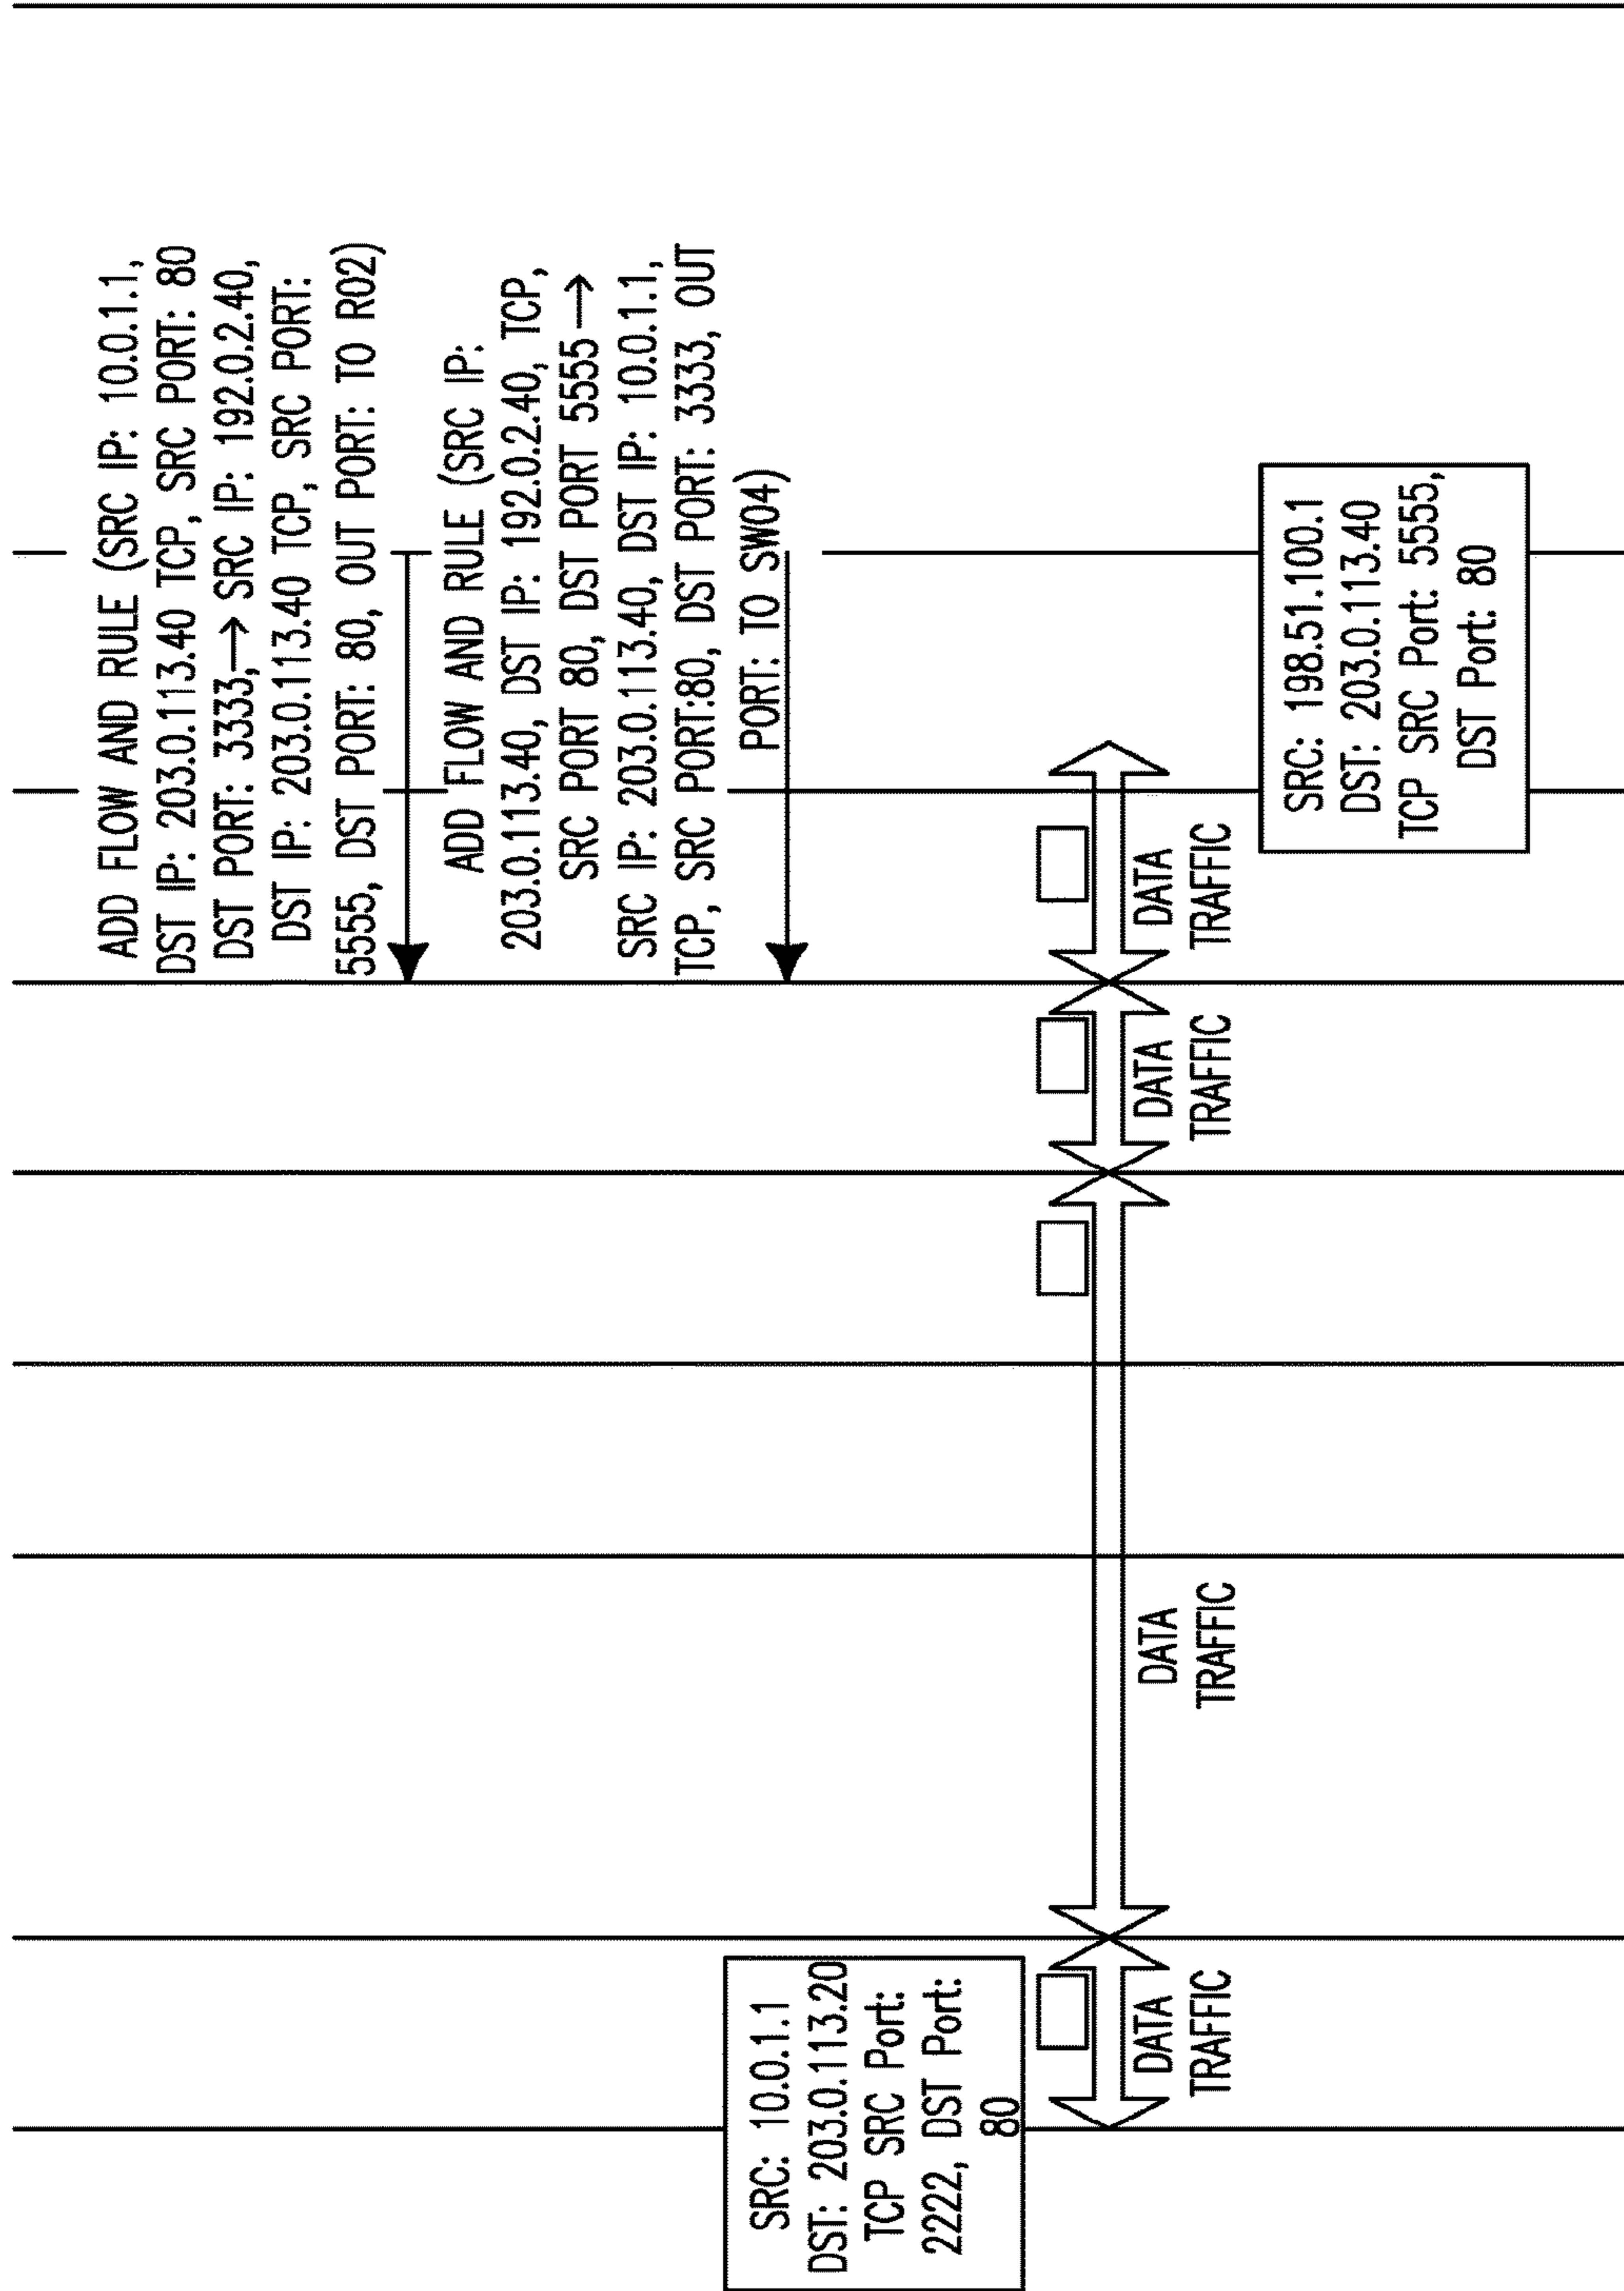 ADD FLOW AND RULE (SRC IP: 10.0.1.1,
DST IP: 203.0.113.40 TCP, SRC PORT: 80
DST PORT: 3333,→ SRC IP: 192.0.2.40,
DST IP: 203.0.113.40 TCP, SRC PORT:
5555, DST PORT: 80, OUT PORT: TO R02)
ADD FLOW AND RULE (SRC IP:
203.0.113.40, DST IP: 192.0.2.40, TCP,
SRC PORT 80, DST PORT 5555→
SRC IP: 203.0.113.40, DST IP: 10.0.1.1,
TCP, SRC PORT:80, DST PORT: 3333, OUT
PORT: TO SW04)
SRC: 10.0.1.1
DST: 203.0.113.20
TCP SRC Port:
2222, DST Port:
80
DATA
TRAFFIC
DATA
TRAFFIC
DATA
TRAFFIC
DATA
TRAFFIC
SRC: 198.51.100.1
DST: 203.0.113.40
TCP SRC Port: 5555,
DST Port: 80